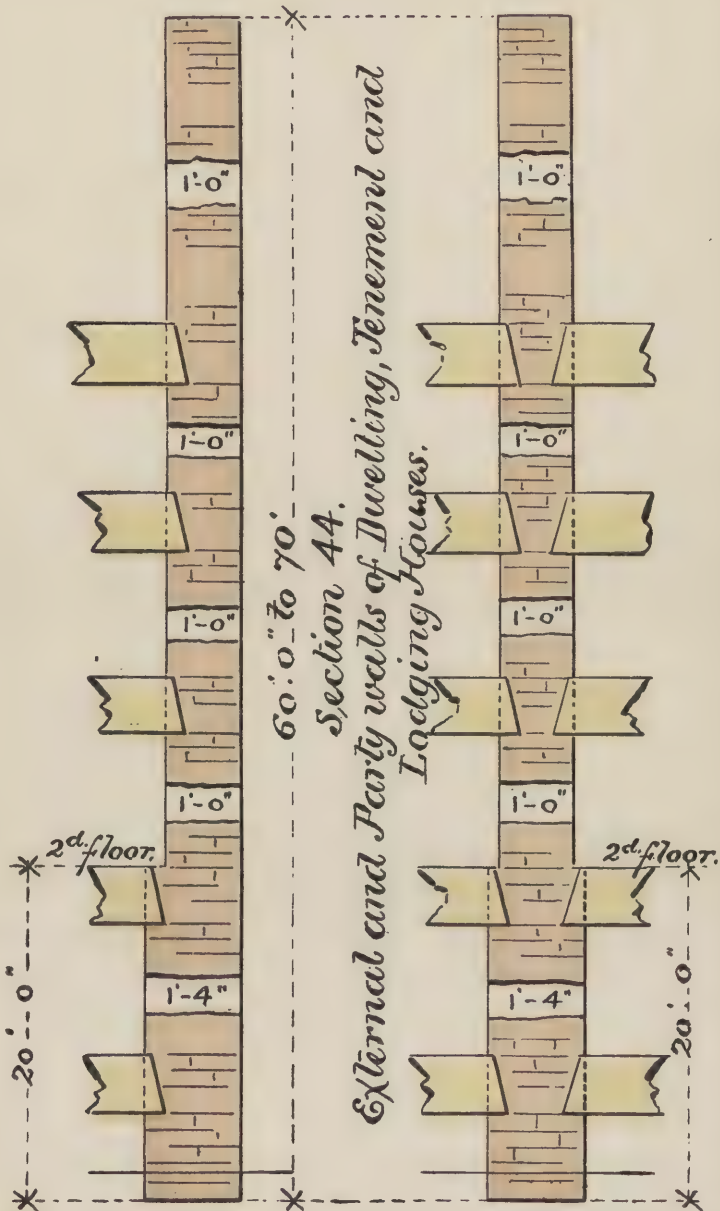 1'-0"
1'-0"
1'-0"
1'-0"
2d. floor.
1'-4"
20'-0"
60'.0" to 70'
Section 44.
External and Party walls of Dwelling, Tenement and
Lodging Houses.
1'-0"
1'-0"
1'-0"
1'-0"
2d. floor.
1'-4"
20'-0"